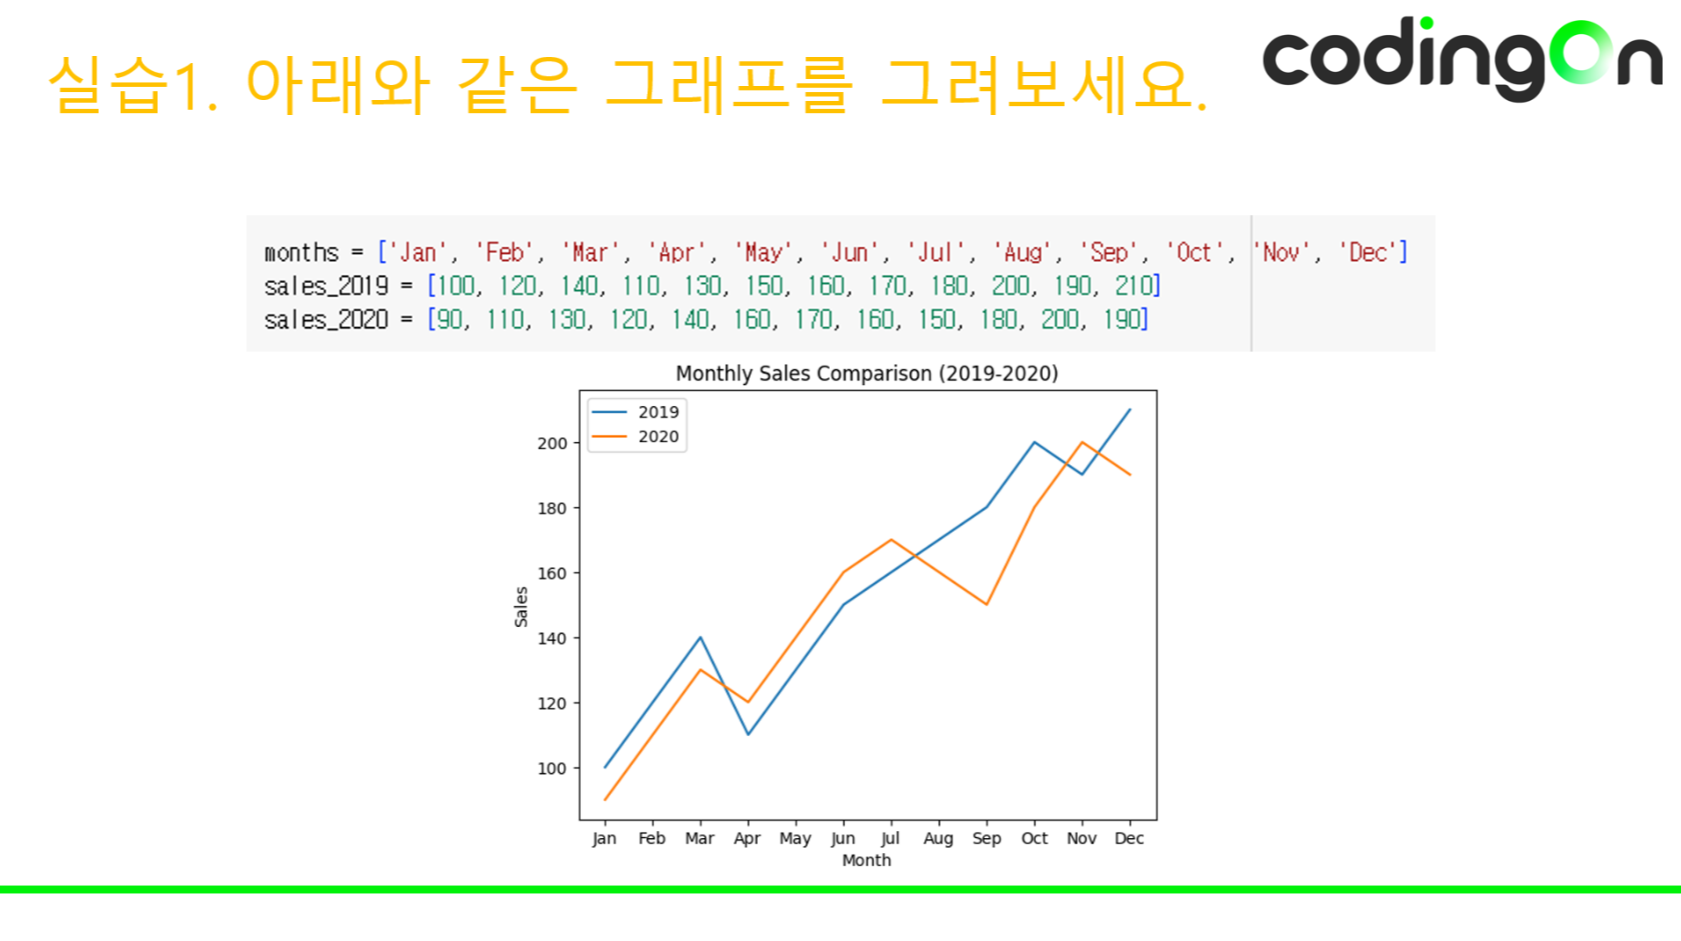 실습1. 아래와 같은 그래프를 그려보세요.
codingOn
months = ['Jan', 'Feb', 'Mar', 'Apr', 'May', 'Jun', 'Jul', 'Aug', 'Sep', 'Oct', 'Nov', 'Dec']
sales_2019 = [100, 120, 140, 110, 130, 150, 160, 170, 180, 200, 190, 210]
sales_2020 = [90, 110, 130, 120, 140, 160, 170, 160, 150, 180, 200, 190]
Monthly Sales Comparison (2019-2020)
2019
2020
200
180
160
140
120
100
Sales
Jan Feb Mar Apr May Jun Jul Aug Sep Oct Nov Dec
Month